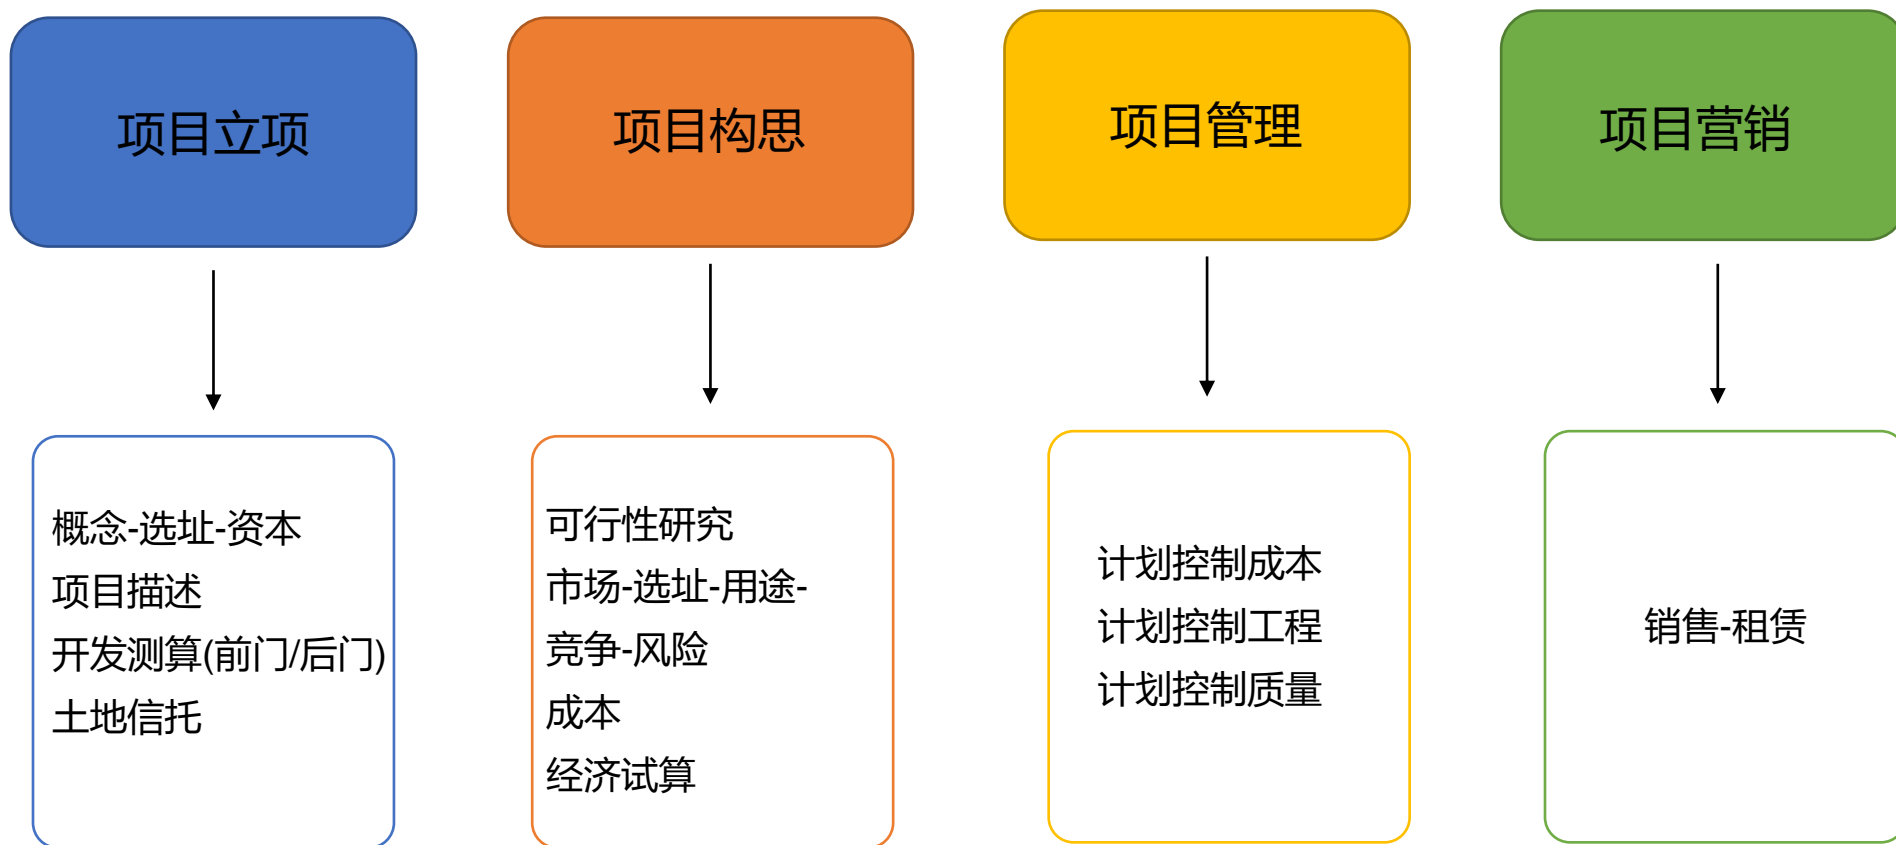 项目立项
项目构思
项目管理
项目营销
概念-选址-资本
项目描述
开发测算(前门/后门)
土地信托
可行性研究
市场-选址-用途-
竞争-风险
成本
经济试算
计划控制成本
计划控制工程
计划控制质量
销售-租赁